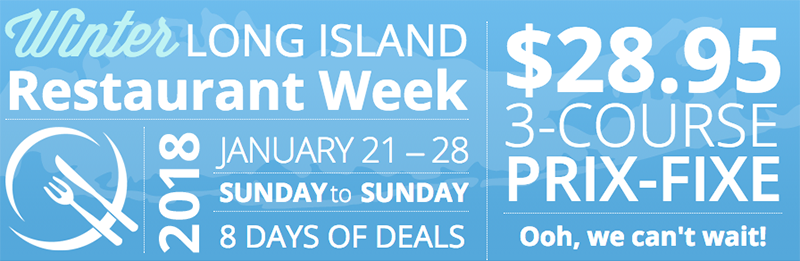 Winter LONG ISLAND
Restaurant Week
2018
JANUARY 21 – 28
SUNDAY to SUNDAY
8 DAYS OF DEALS
$28.95
3-COURSE
PRIX-FIXE
Ooh, we can't wait!